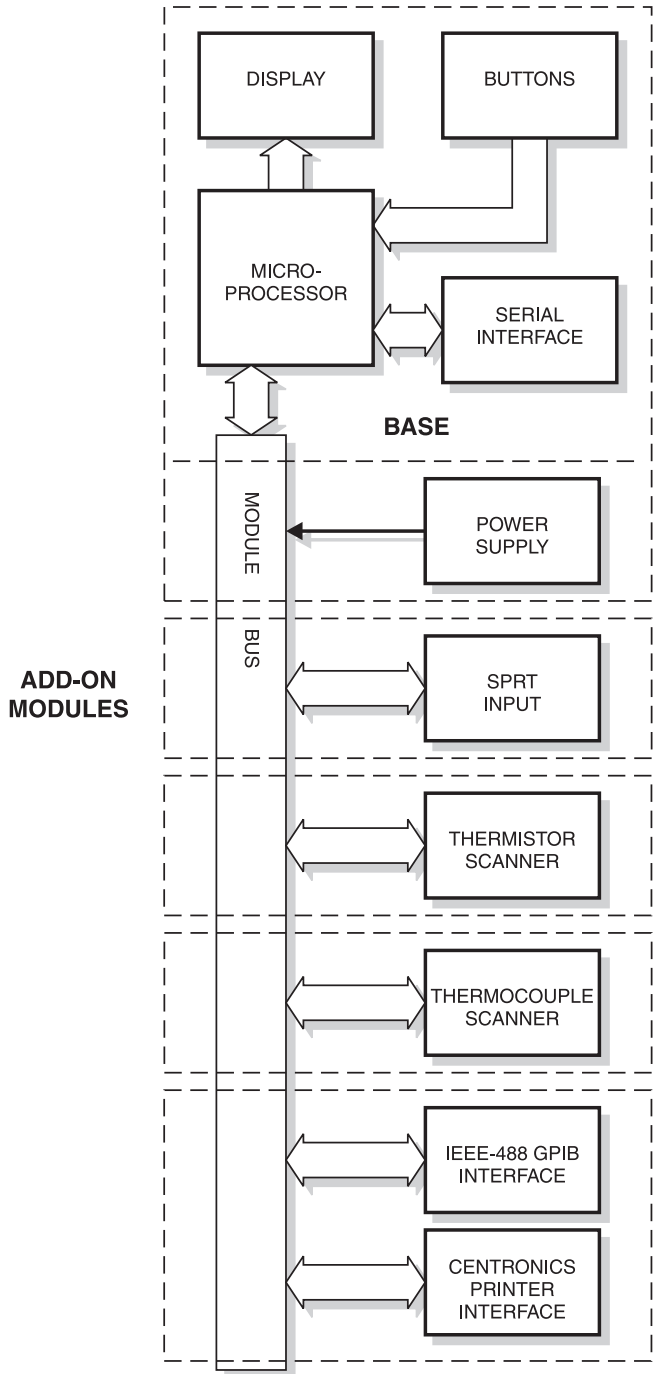 DISPLAY
BUTTONS
MICRO-
PROCESSOR
SERIAL
INTERFACE
BASE
MODULE BUS
POWER
SUPPLY
ADD-ON
MODULES
SPRT
INPUT
THERMISTOR
SCANNER
THERMOCOUPLE
SCANNER
IEEE-488 GPIB
INTERFACE
CENTRONICS
PRINTER
INTERFACE